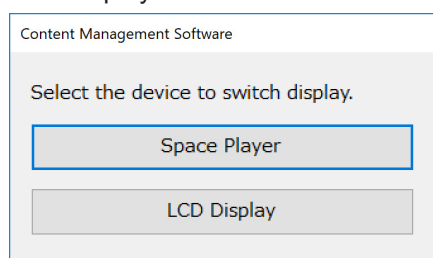 Content Management Software
Select the device to switch display.
Space Player
LCD Display